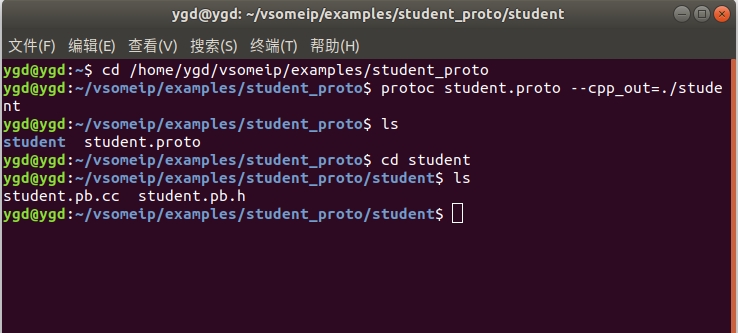 ygd@ygd: ~/vsomeip/examples/student_proto/student
文件(F) 编辑(E) 查看(V) 搜索(S) 终端(T) 帮助(H)
ygd@ygd:~$ cd /home/ygd/vsomeip/examples/student_proto
ygd@ygd:~/vsomeip/examples/student_proto$ protoc student.proto --cpp_out=./stude
nt
ygd@ygd:~/vsomeip/examples/student_proto$ ls
student  student.proto
ygd@ygd:~/vsomeip/examples/student_proto$ cd student
ygd@ygd:~/vsomeip/examples/student_proto/student$ ls
student.pb.cc  student.pb.h
ygd@ygd:~/vsomeip/examples/student_proto/student$